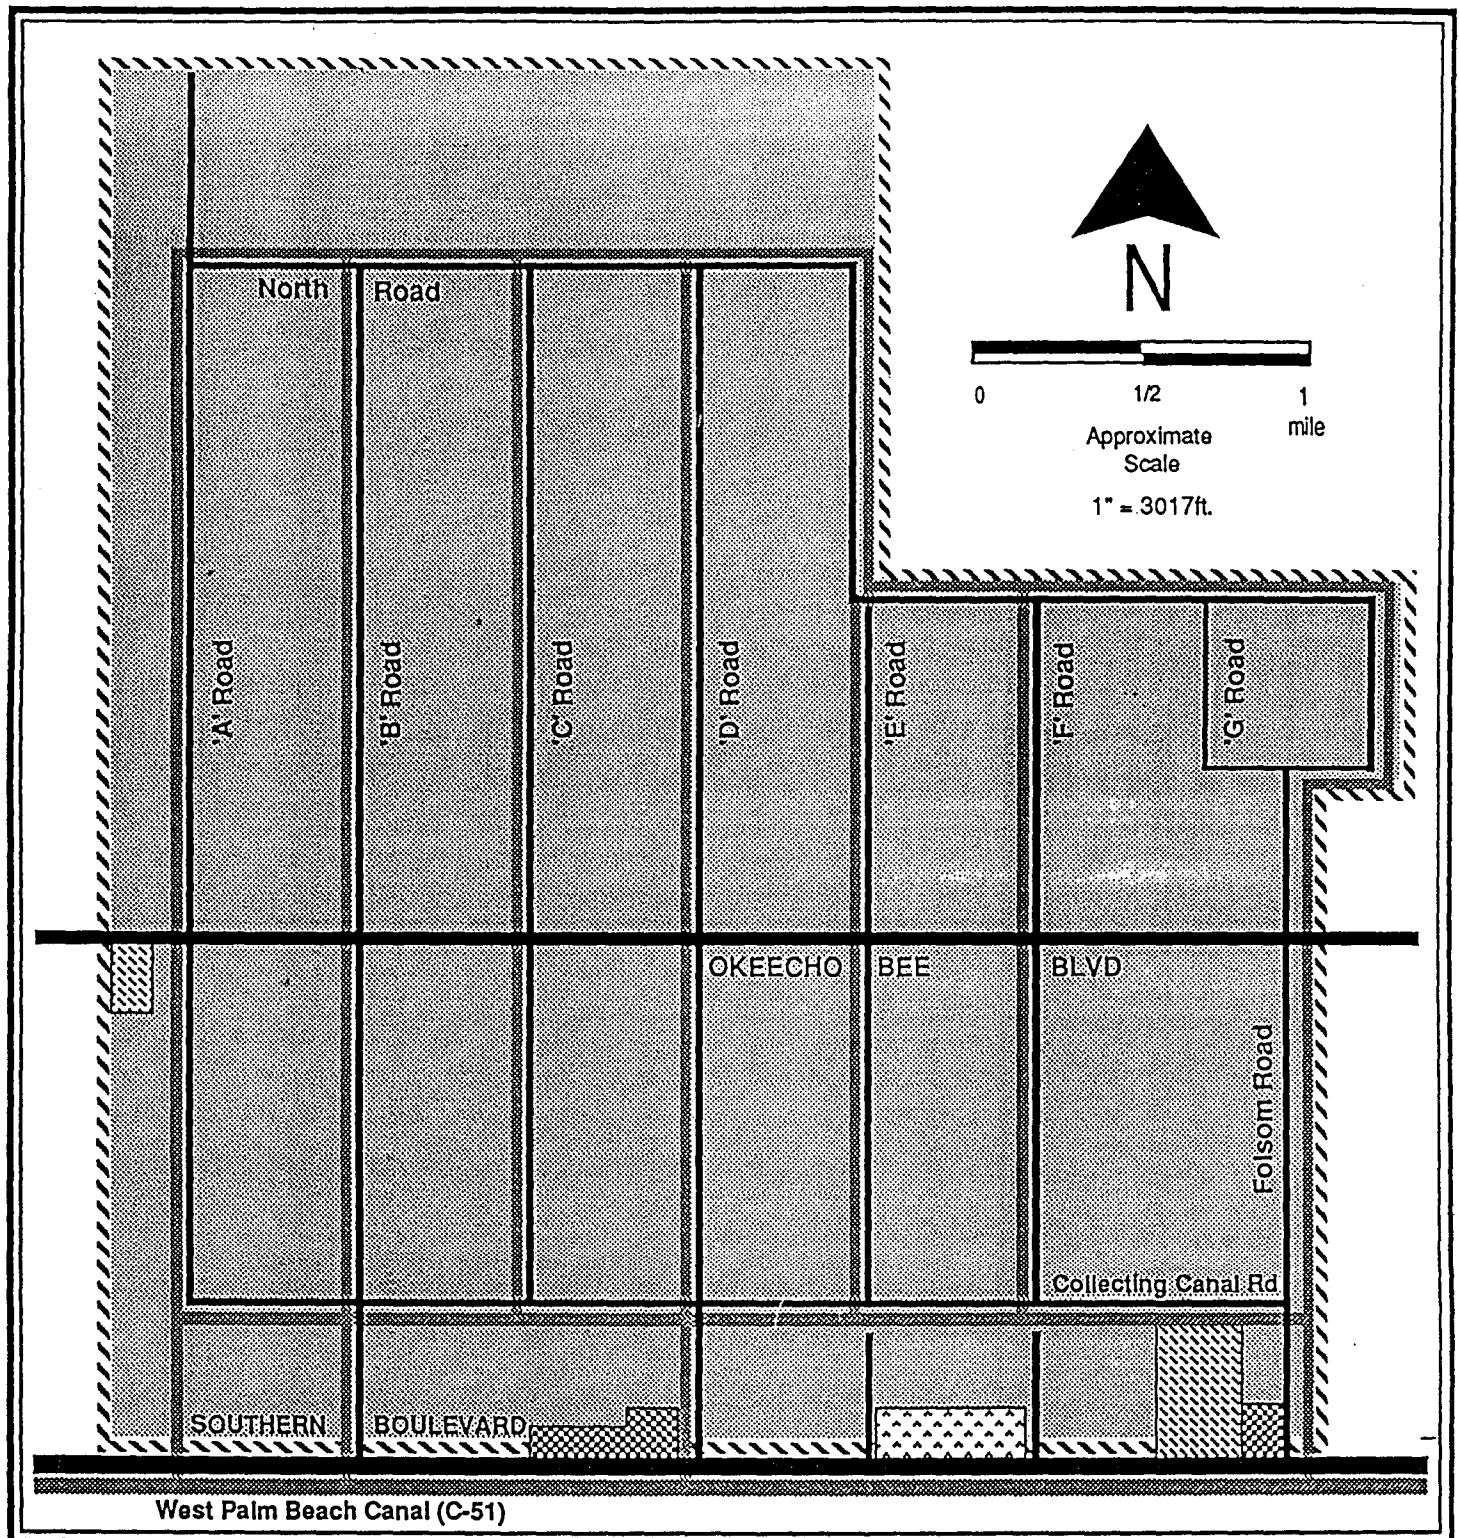 N
0 1/2 1
mile
Approximate
Scale
1" = 3017ft.
North Road
'A' Road
'B' Road
'C' Road
'D' Road
'E' Road
'F' Road
'G' Road
OKEECHO BEE BLVD
Folsom Road
Collecting Canal Rd
SOUTHERN BOULEVARD
West Palm Beach Canal (C-51)